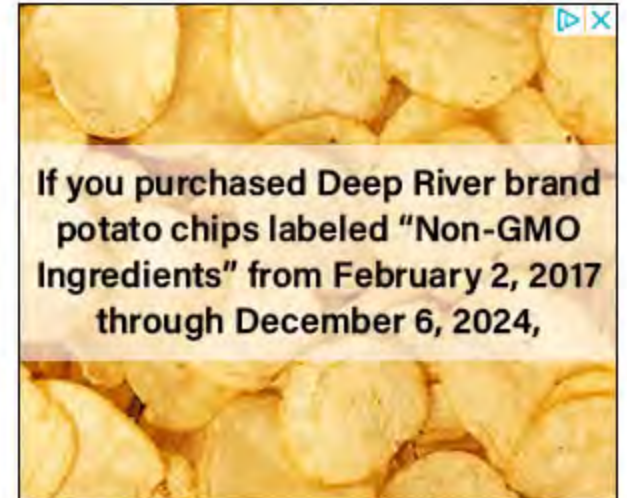 If you purchased Deep River brand
potato chips labeled “Non-GMO
Ingredients” from February 2, 2017
through December 6, 2024,